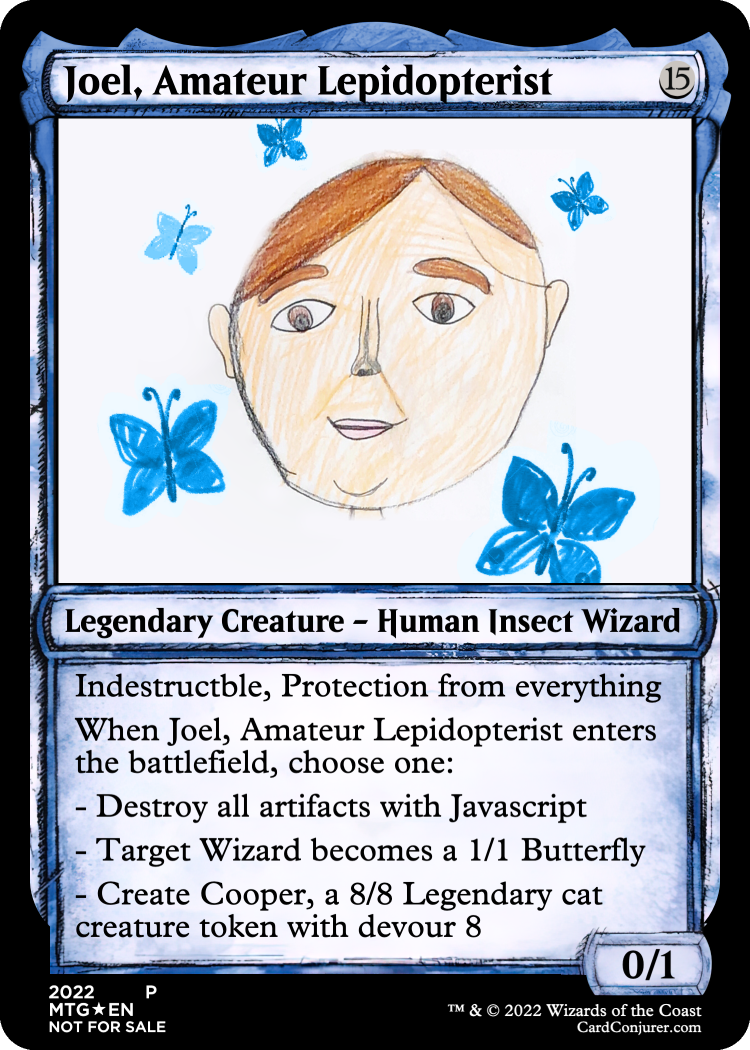 Joel, Amateur Lepidopterist 15
Legendary Creature – Human Insect Wizard
Indestructble, Protection from everything
When Joel, Amateur Lepidopterist enters
the battlefield, choose one:
- Destroy all artifacts with Javascript
- Target Wizard becomes a 1/1 Butterfly
- Create Cooper, a 8/8 Legendary cat
creature token with devour 8
0/1
2022 P
MTG★EN
NOT FOR SALE
™ & © 2022 Wizards of the Coast
CardConjurer.com